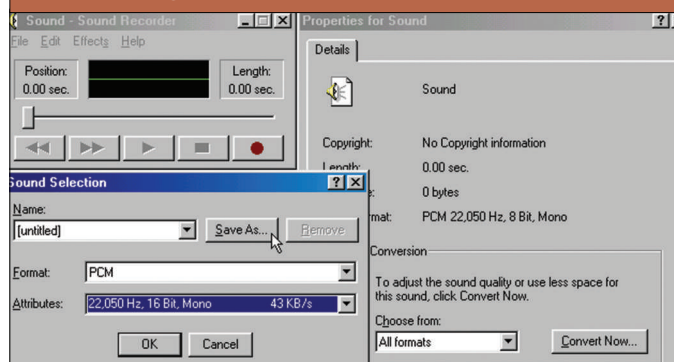 Sound - Sound Recorder
File Edit Effects Help
Position:
0.00 sec.
Length:
0.00 sec.
Properties for Sound
Details
Sound
Copyright: No Copyright information
Length: 0.00 sec.
0 bytes
PCM 22,050 Hz, 8 Bit, Mono
Conversion
To adjust the sound quality or use less space for
this sound, click Convert Now.
Choose from:
All formats
Convert Now...
Sound Selection
Name:
[untitled]
Save As...
Remove
Format: PCM
Attributes: 22,050 Hz, 16 Bit, Mono 43 KB/s
OK Cancel